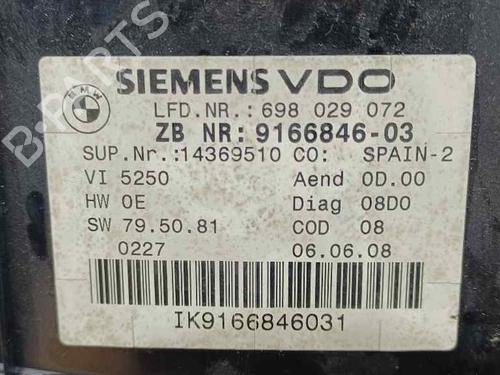 BMW
SIEMENS VDO
LFD.NR.: 698 029 072
ZB NR: 9166846-03
SUP.Nr.:14369510 CO: SPAIN-2
VI 5250 Aend 0D.00
HW 0E Diag 08D0
SW 79.50.81 COD 08
0227 06.06.08
IK9166846031
B-PARTS